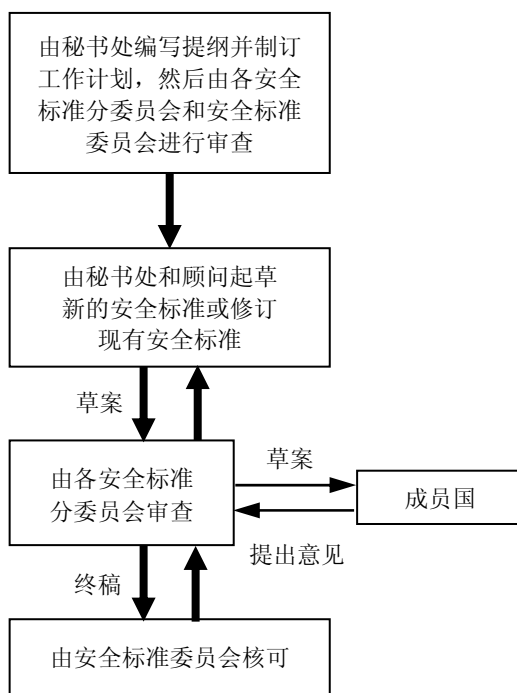 由秘书处编写提纲并制订
工作计划，然后由各安全
标准分委员会和安全标准
委员会进行审查
由秘书处和顾问起草
新的安全标准或修订
现有安全标准
草案
由各安全标准
分委员会审查
草案
成员国
提出意见
终稿
由安全标准委员会核可